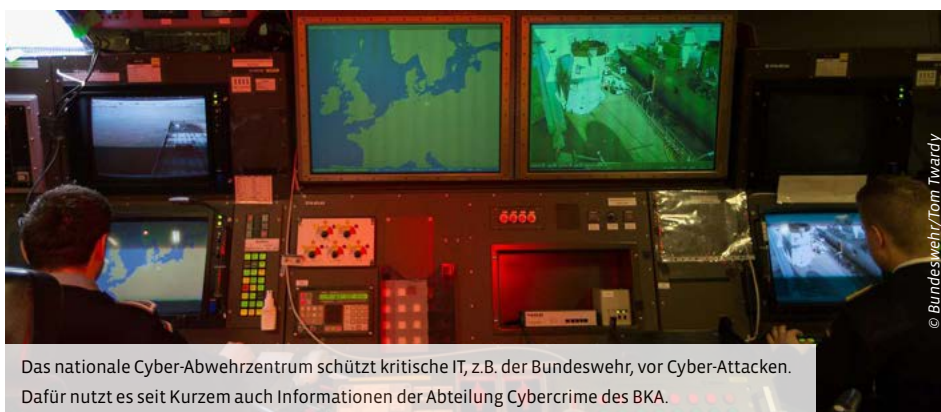 © Bundeswehr/Tom Twardy
Das nationale Cyber-Abwehrzentrum schützt kritische IT, z.B. der Bundeswehr, vor Cyber-Attacken.
Dafür nutzt es seit Kurzem auch Informationen der Abteilung Cybercrime des BKA.